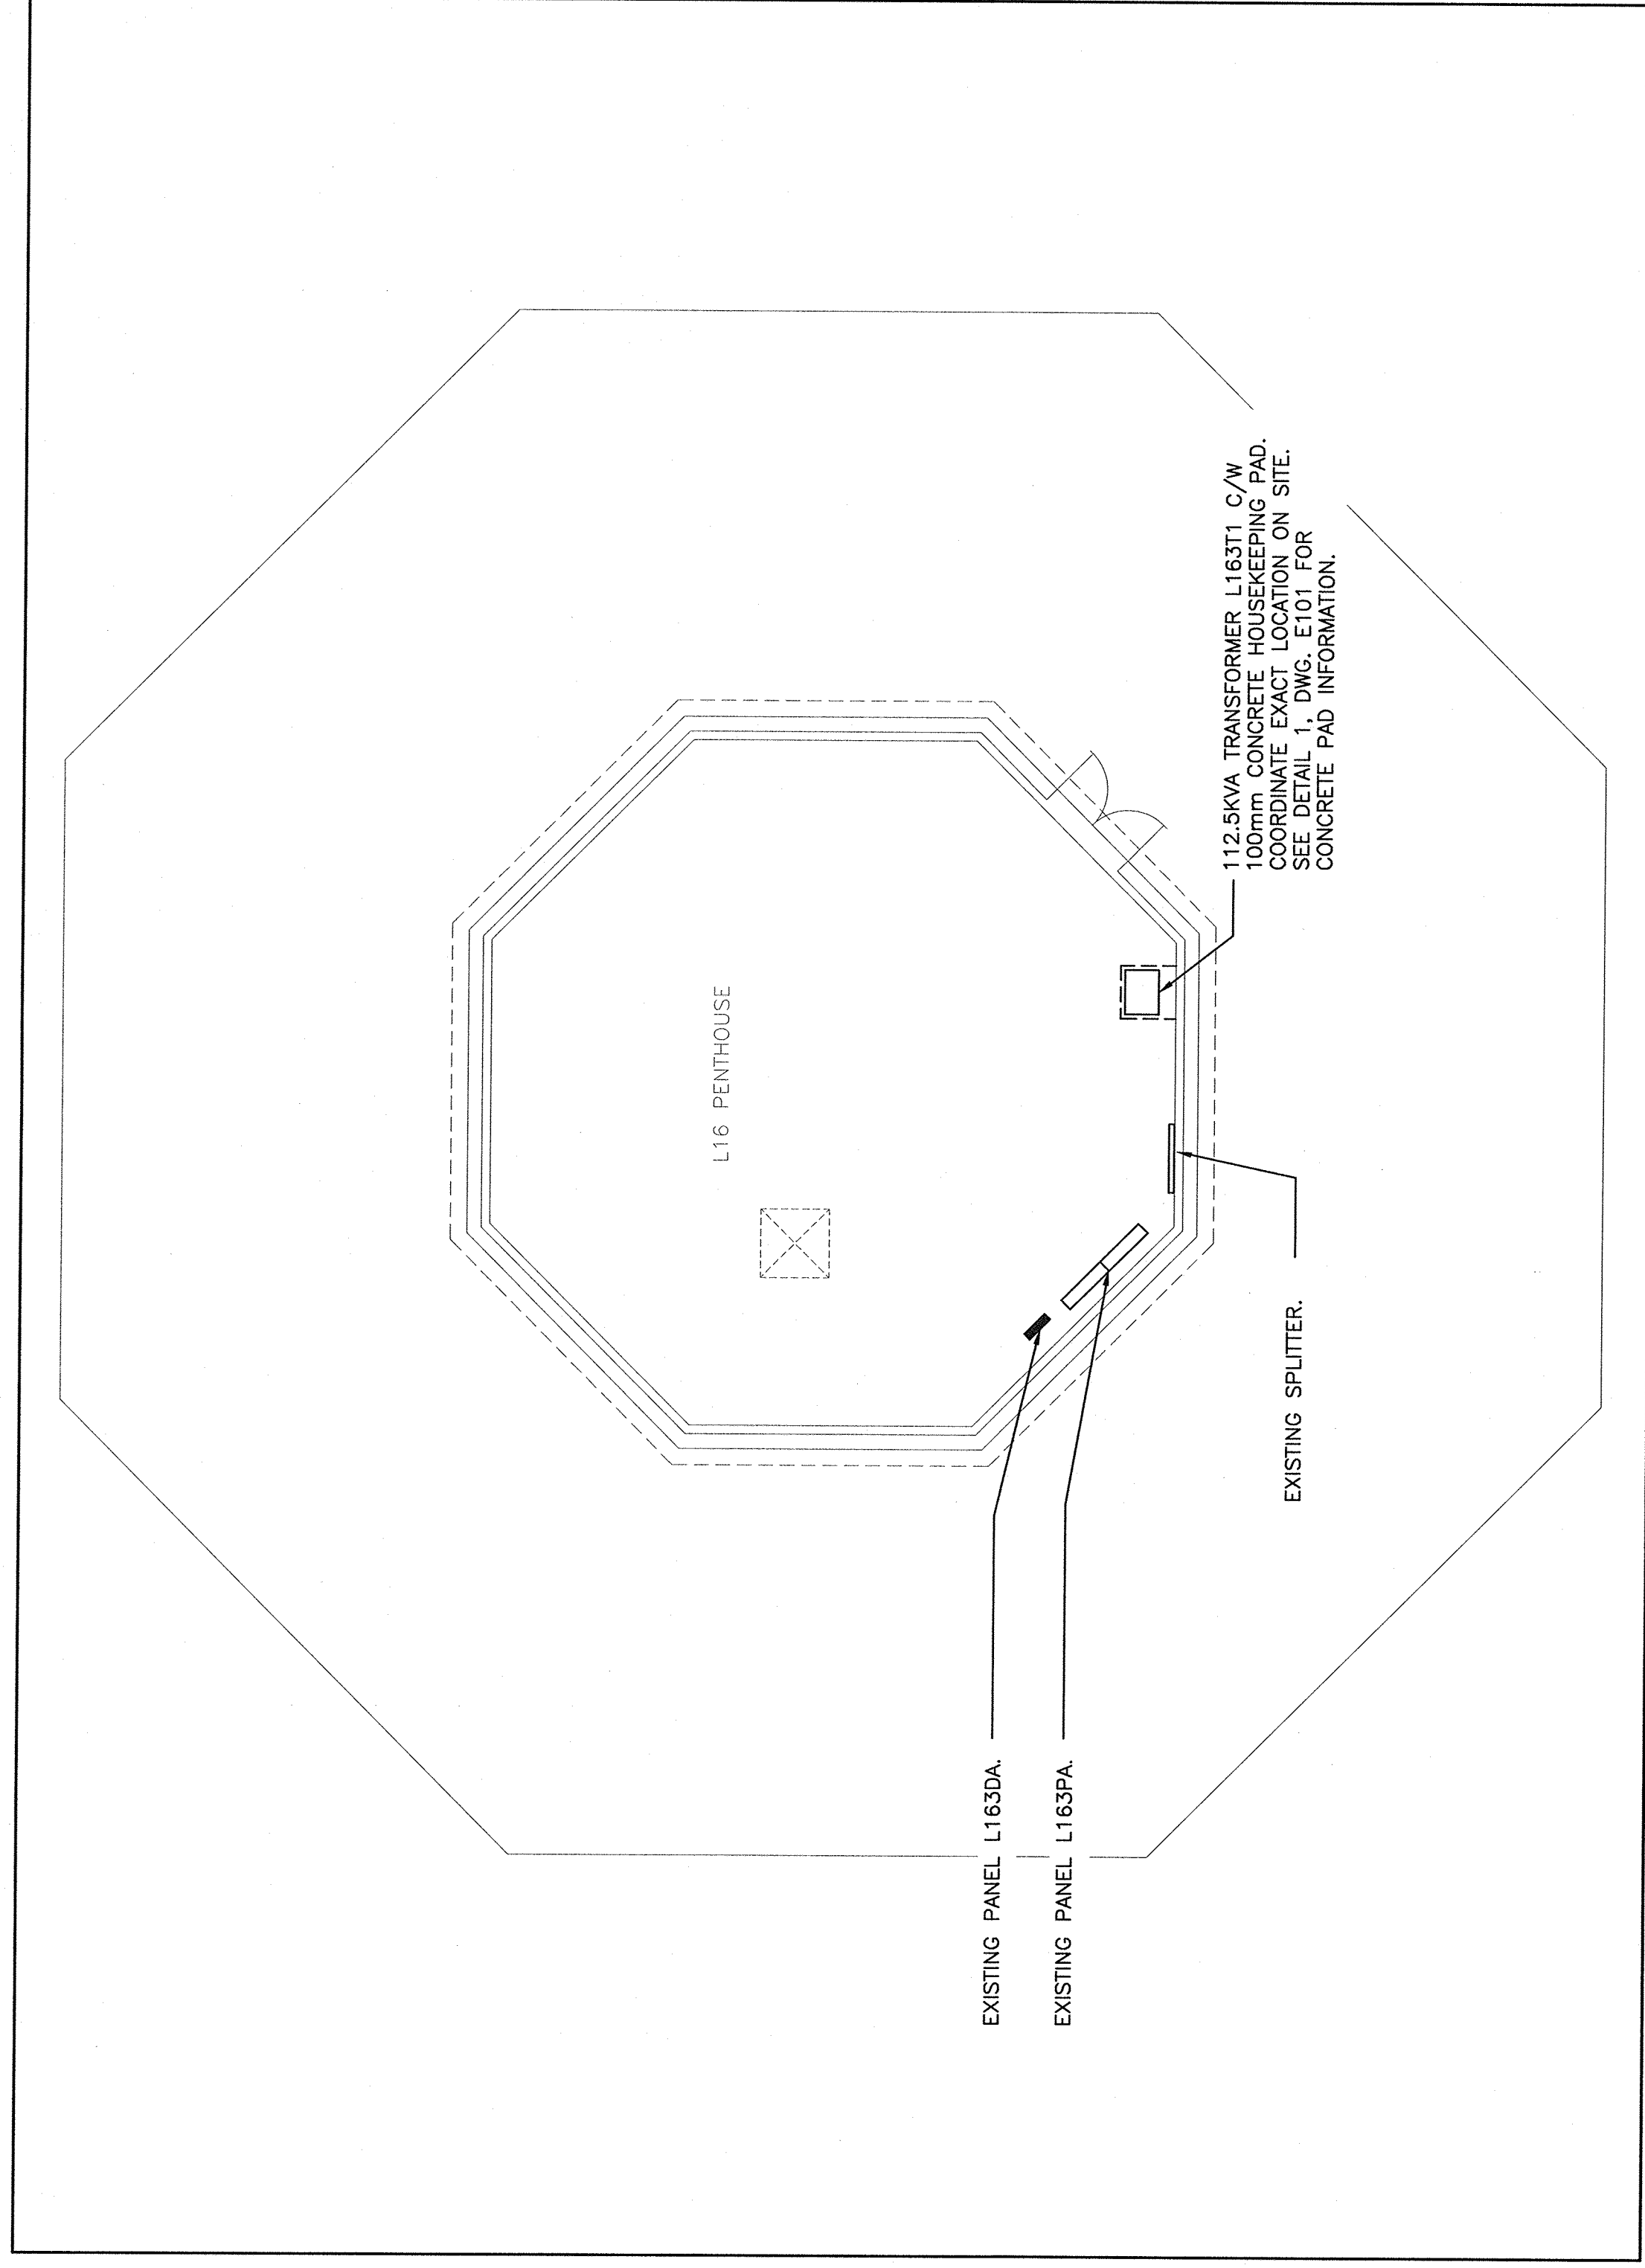 L16 PENTHOUSE
EXISTING PANEL L163DA.
EXISTING PANEL L163PA.
EXISTING SPLITTER.
112.5KVA TRANSFORMER L163T1 C/W
100mm CONCRETE HOUSEKEEPING PAD.
COORDINATE EXACT LOCATION ON SITE.
SEE DETAIL 1, DWG. E101 FOR
CONCRETE PAD INFORMATION.